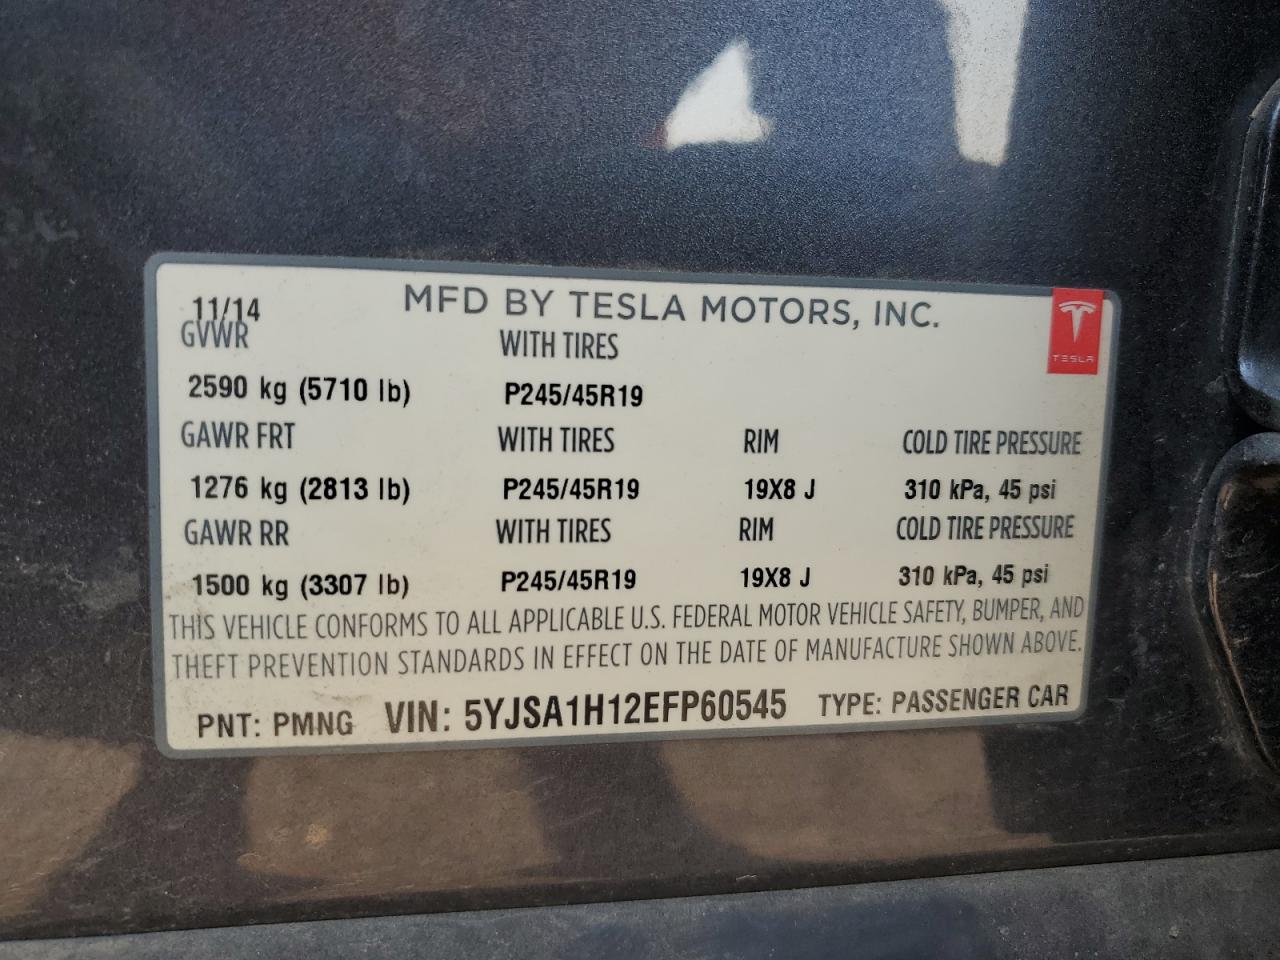 11/14 MFD BY TESLA MOTORS, INC.
TESLA
GVWR WITH TIRES
2590 kg (5710 lb) P245/45R19
GAWR FRT WITH TIRES RIM COLD TIRE PRESSURE
1276 kg (2813 lb) P245/45R19 19X8 J 310 kPa, 45 psi
GAWR RR WITH TIRES RIM COLD TIRE PRESSURE
1500 kg (3307 lb) P245/45R19 19X8 J 310 kPa, 45 psi
THIS VEHICLE CONFORMS TO ALL APPLICABLE U.S. FEDERAL MOTOR VEHICLE SAFETY, BUMPER, AND
THEFT PREVENTION STANDARDS IN EFFECT ON THE DATE OF MANUFACTURE SHOWN ABOVE.
PNT: PMNG VIN: 5YJSA1H12EFP60545 TYPE: PASSENGER CAR